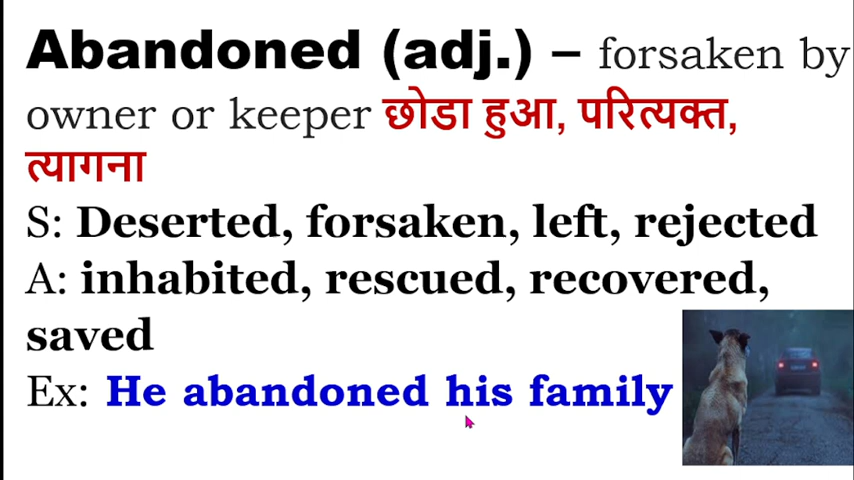 Abandoned (adj.) – forsaken by
owner or keeper छोडा हुआ, परित्यक्त,
त्यागना
S: Deserted, forsaken, left, rejected
A: inhabited, rescued, recovered,
saved
Ex: He abandoned his family